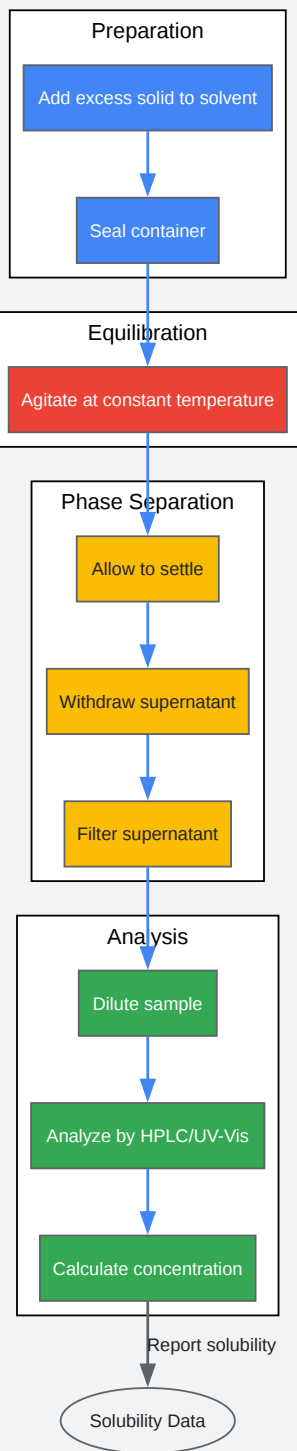 Preparation
Add excess solid to solvent
Seal container
Equilibration
Agitate at constant temperature
Phase Separation
Allow to settle
Withdraw supernatant
Filter supernatant
Analysis
Dilute sample
Analyze by HPLC/UV-Vis
Calculate concentration
Report solubility
Solubility Data